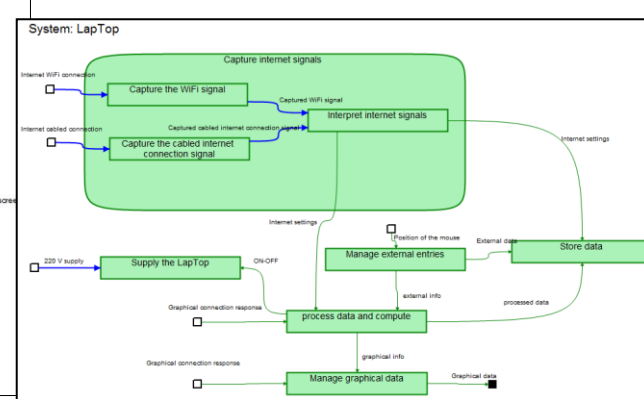 System: LapTop
Capture internet signals
Internet WiFi connection
Capture the WiFi signal
Captured WiFi signal
Interpret internet signals
Internet cabled connection
Captured cabled internet connection signal
Capture the cabled internet
connection signal
Internet settings
Internet settings
Position of the mouse
External data
Store data
Manage external entries
220 V supply
Supply the LapTop
ON-OFF
external info
processed data
Graphical connection response
process data and compute
graphical info
Graphical connection response
Manage graphical data
Graphical data